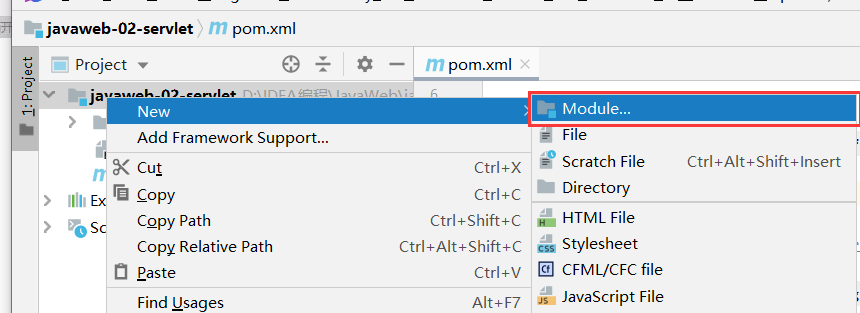 javaweb-02-servlet pom.xml
1: Project
Project
pom.xml
javaweb-02-servlet D:\IDEA编程\JavaWeb\ja
6
New
Add Framework Support...
Cut Ctrl+X
Copy Ctrl+C
Copy Path Ctrl+Shift+C
Copy Relative Path Ctrl+Alt+Shift+C
Paste Ctrl+V
Find Usages Alt+F7
Module...
File
Scratch File Ctrl+Alt+Shift+Insert
Directory
HTML File
Stylesheet
CFML/CFC file
JavaScript File
Ex
Sc